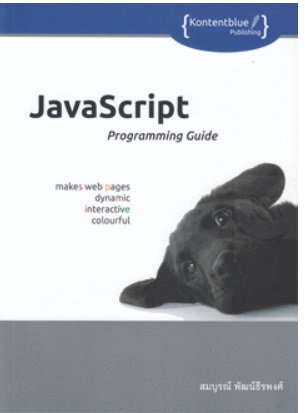 {Kontentblue}
Publishing
JavaScript
Programming Guide
makes web pages
dynamic
interactive
colourful
สมบูรณ์ พัฒน์ธีรพงศ์